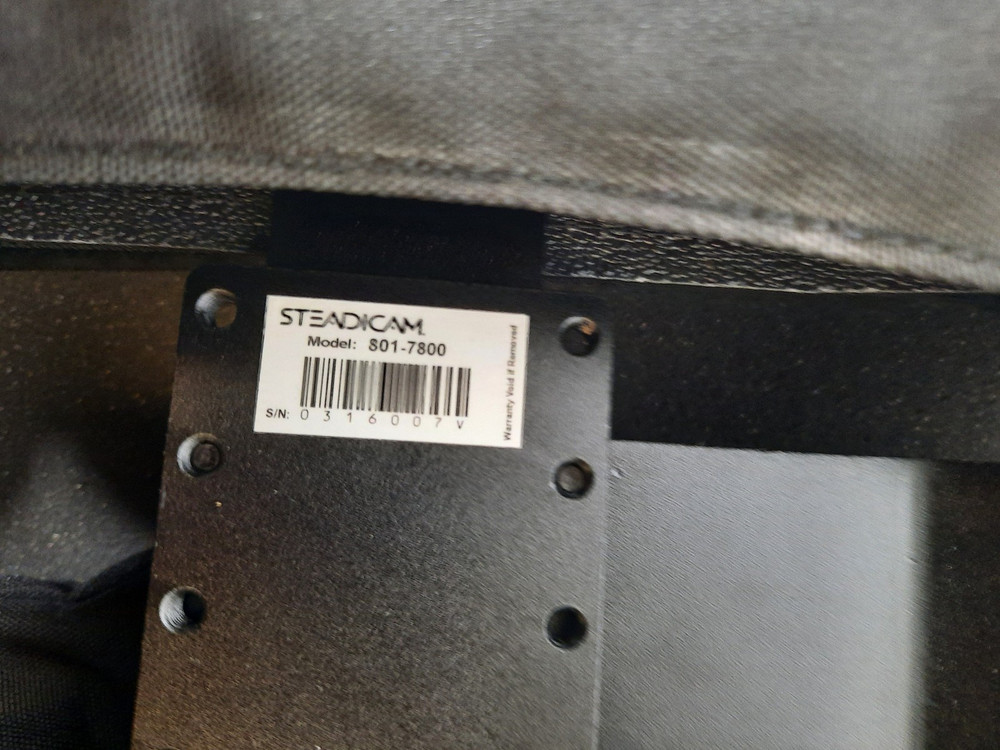 STEADICAM
Model: 801-7800
S/N: 0316007V
Warranty Void if Removed